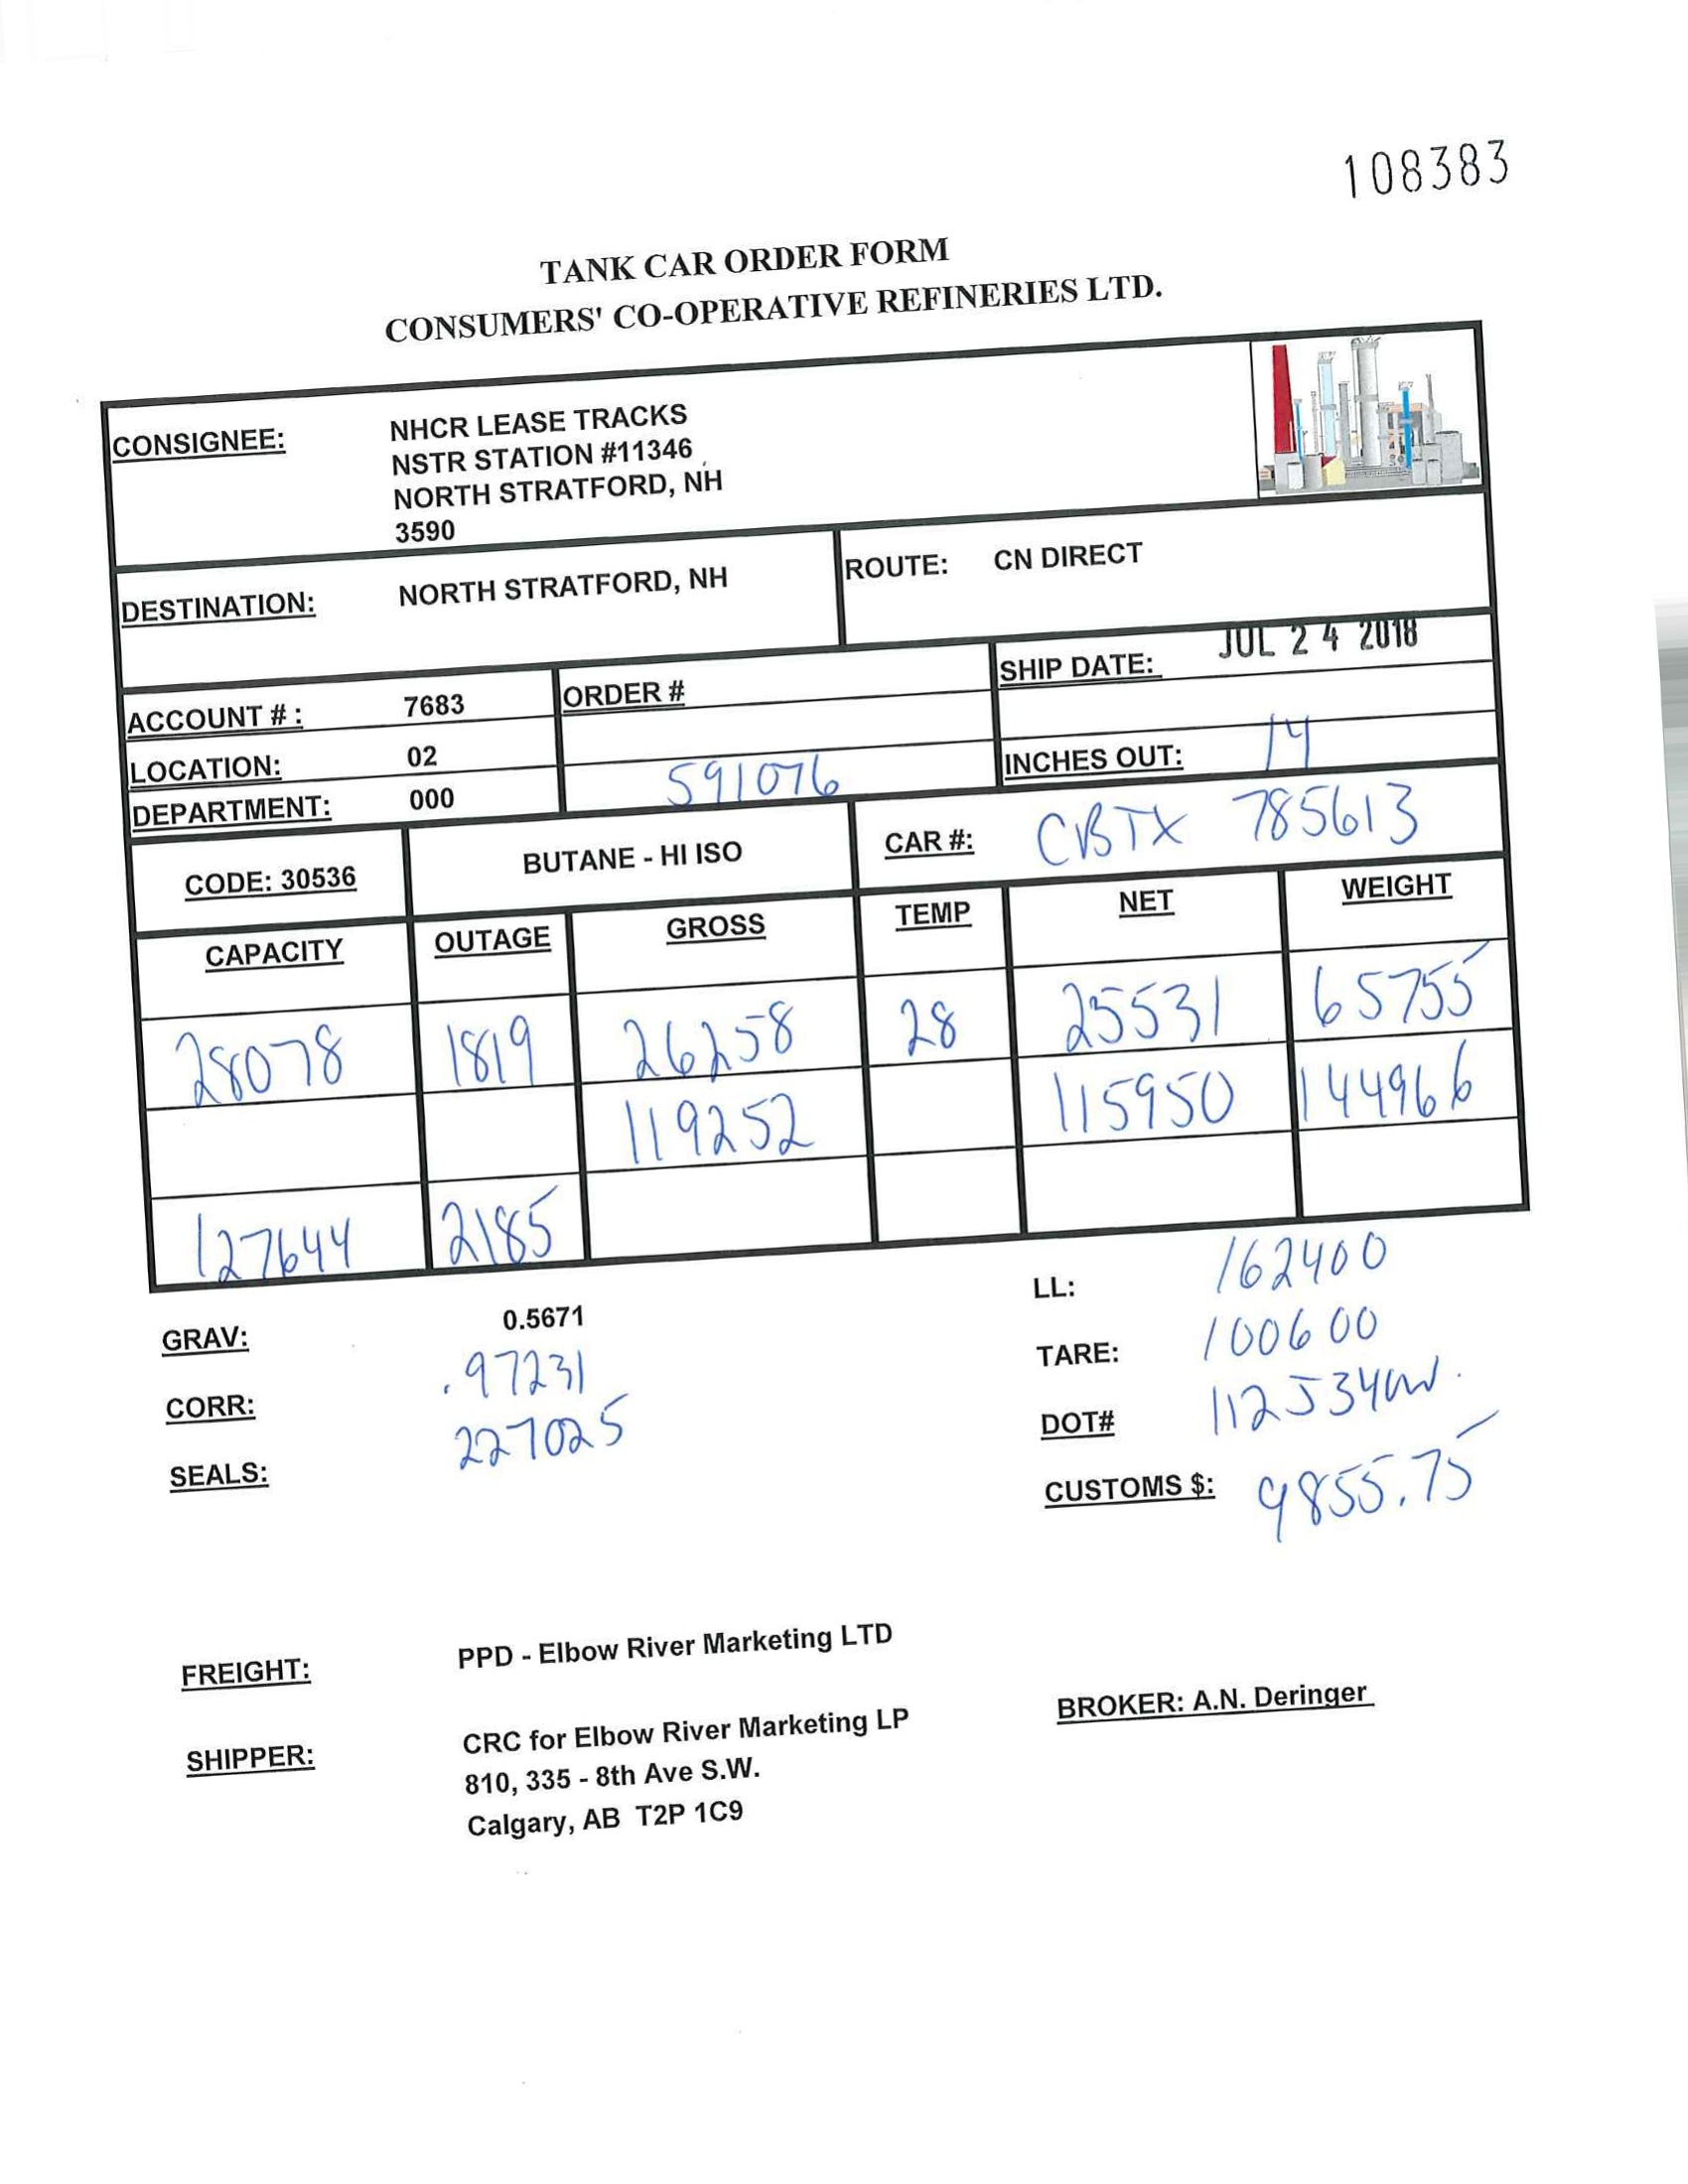 108383
TANK CAR ORDER FORM
CONSUMERS' CO-OPERATIVE REFINERIES LTD.
CONSIGNEE: NHCR LEASE TRACKS
NSTR STATION #11346
NORTH STRATFORD, NH
3590
DESTINATION: NORTH STRATFORD, NH ROUTE: CN DIRECT
ACCOUNT # : 7683 ORDER # SHIP DATE: JUL 24 2018
LOCATION: 02
DEPARTMENT: 000 591076 INCHES OUT: 14
CODE: 30536 BUTANE - HI ISO CAR #: CBTX 785613
CAPACITY OUTAGE GROSS TEMP NET WEIGHT
28078 1819 26258 28 25531 65755
119252 115950 144966
127644 2185
GRAV: 0.5671 LL: 162400
CORR: .97231 TARE: 100600
SEALS: 227025 DOT# 112J340W.
CUSTOMS $: 9855.75
FREIGHT: PPD - Elbow River Marketing LTD
SHIPPER: CRC for Elbow River Marketing LP BROKER: A.N. Deringer
810, 335 - 8th Ave S.W.
Calgary, AB T2P 1C9